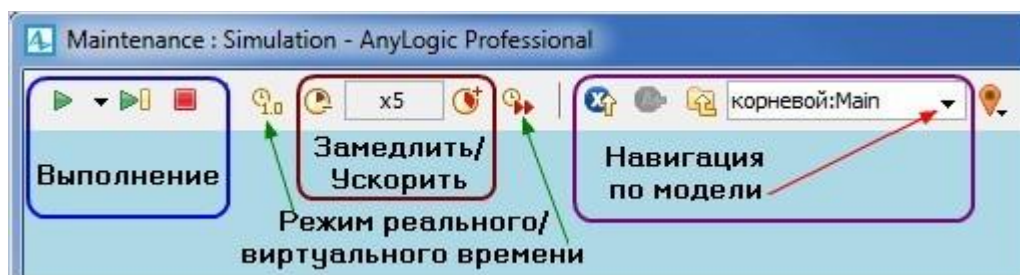 Maintenance : Simulation - AnyLogic Professional
x5
корневой:Main
Выполнение
Замедлить/
Ускорить
Навигация
по модели
Режим реального/
виртуального времени